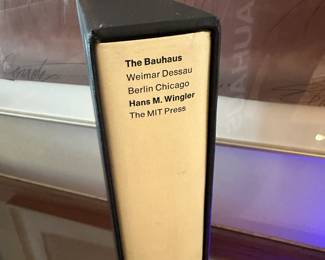 The Bauhaus
Weimar Dessau
Berlin Chicago
Hans M. Wingler
The MIT Press